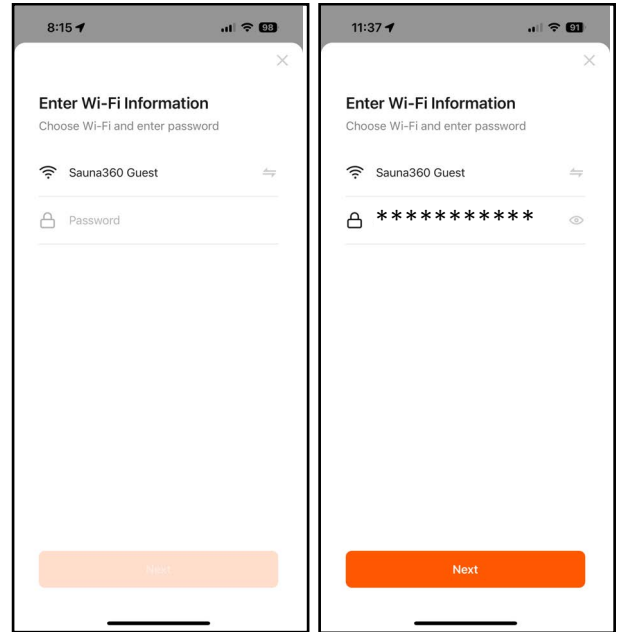 8:15
98
Enter Wi-Fi Information
Choose Wi-Fi and enter password
Sauna360 Guest
Password
Next
11:37
91
Enter Wi-Fi Information
Choose Wi-Fi and enter password
Sauna360 Guest
***********
Next